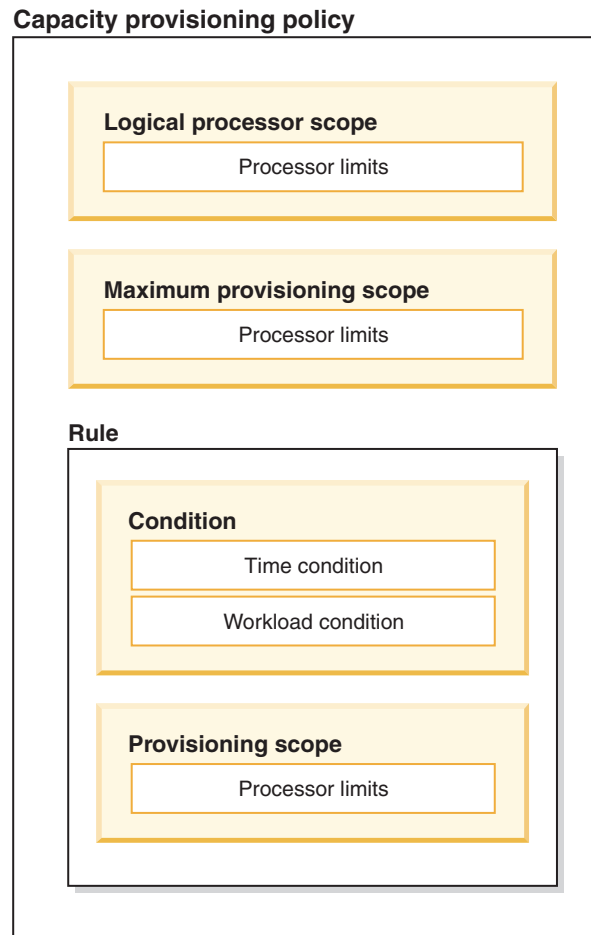 Capacity provisioning policy
Logical processor scope
Processor limits
Maximum provisioning scope
Processor limits
Rule
Condition
Time condition
Workload condition
Provisioning scope
Processor limits